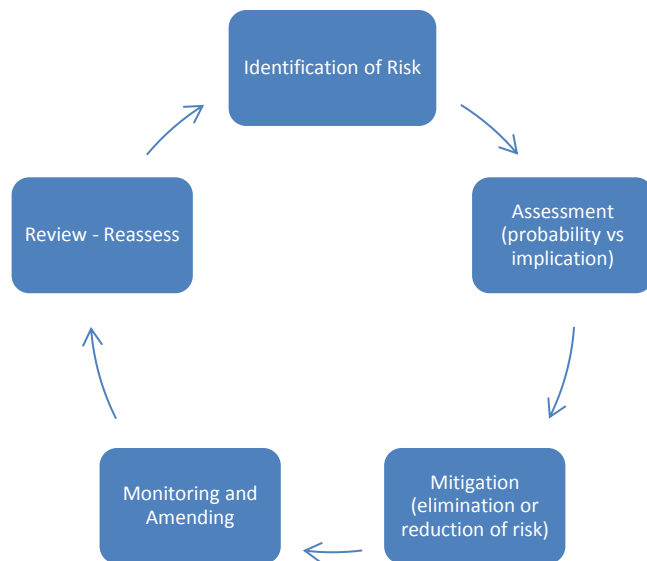 Identification of Risk
Assessment
(probability vs
implication)
Mitigation
(elimination or
reduction of risk)
Monitoring and
Amending
Review - Reassess